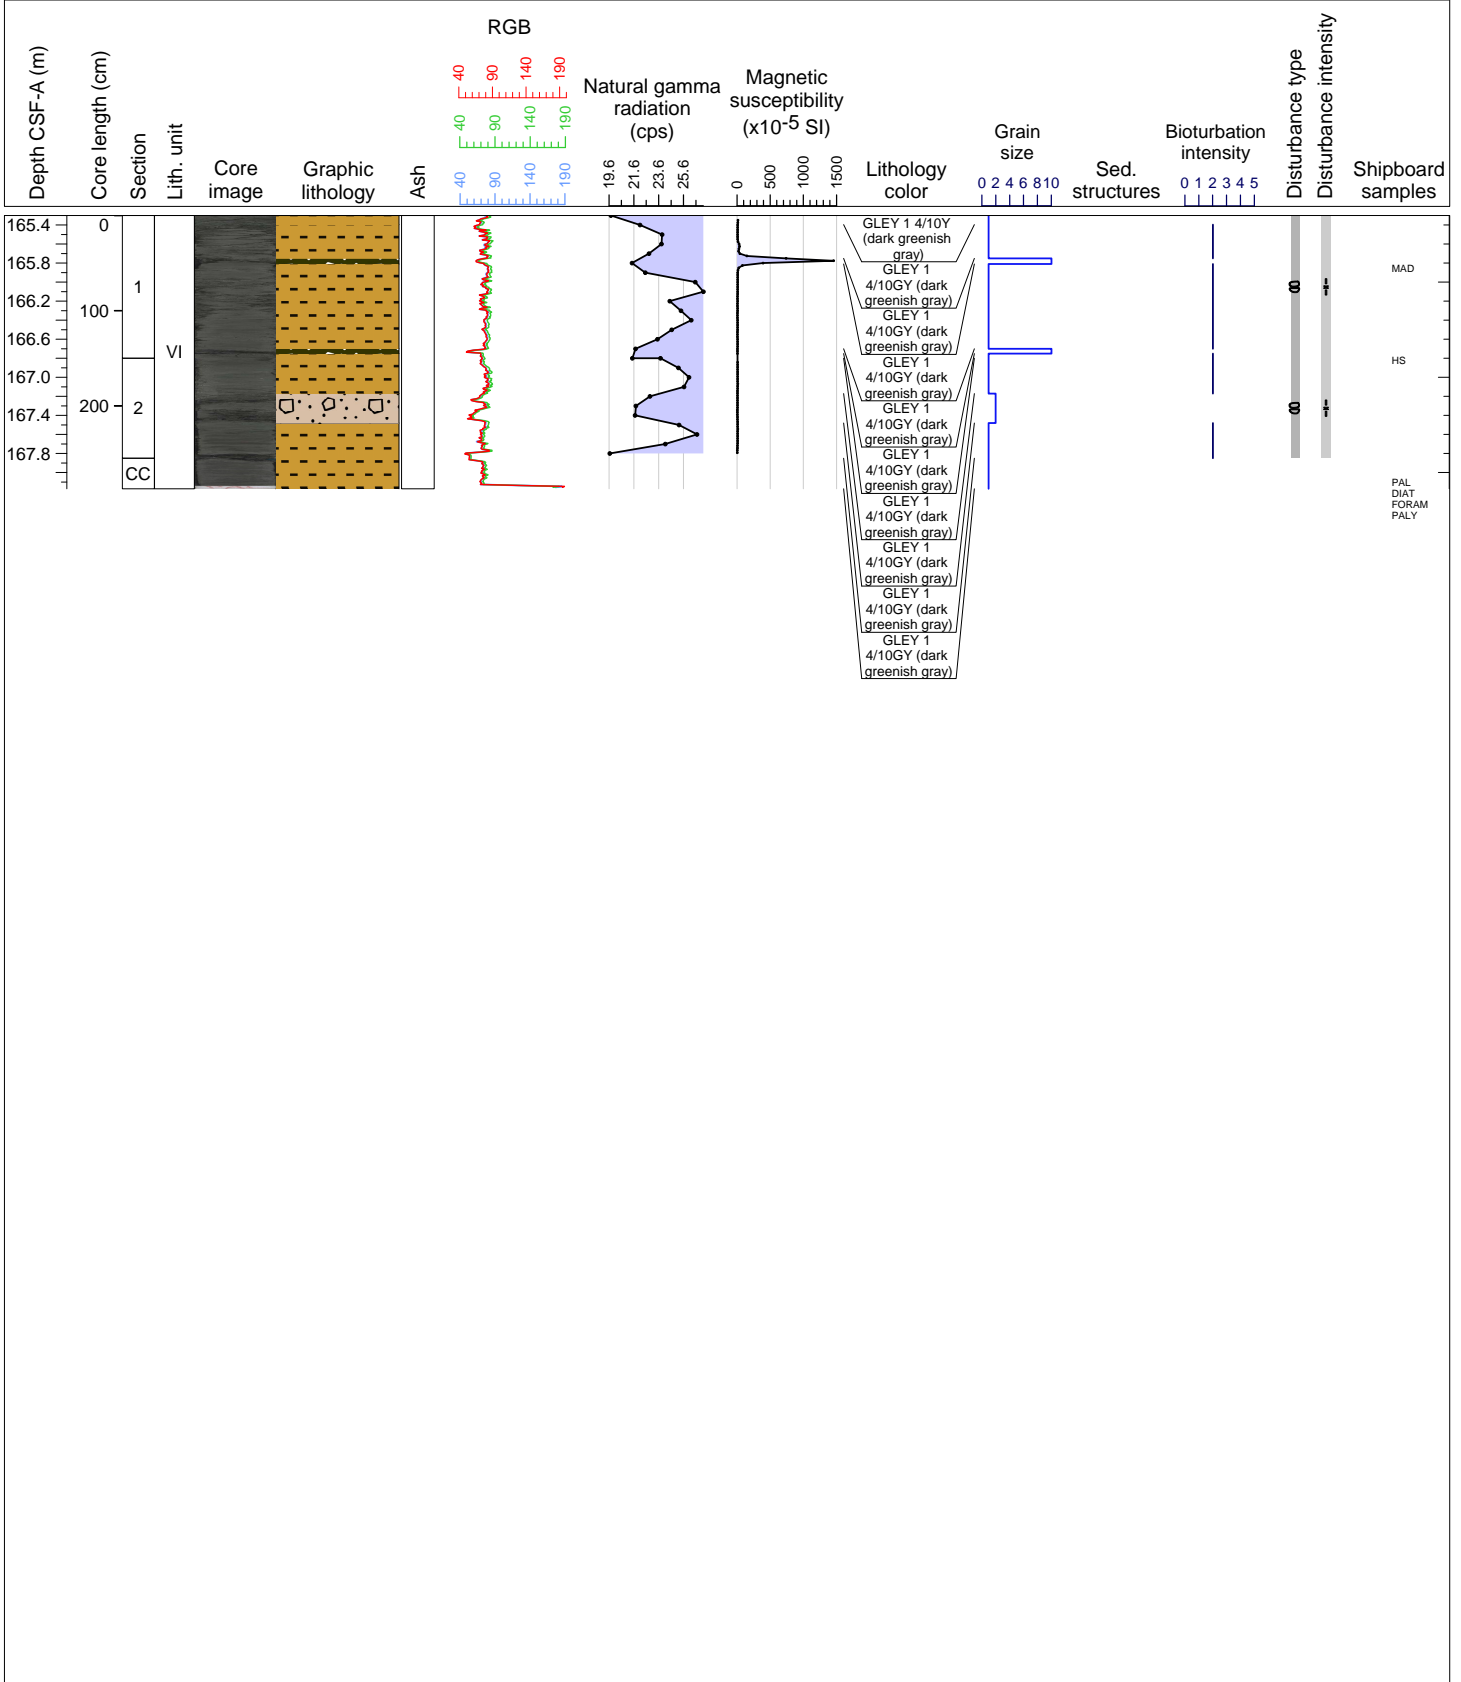 Depth CSF-A (m)
Core length (cm)
Section
Lith. unit
Core
image
Graphic
lithology
Ash
RGB
40 90 140 190
40 90 140 190
40 90 140 190
Natural gamma
radiation
(cps)
19.6 21.6 23.6 25.6
Magnetic
susceptibility
(x10-5 SI)
0 500 1000 1500
Lithology
color
Grain
size
0 2 4 6 8 10
Sed.
structures
Bioturbation
intensity
0 1 2 3 4 5
Disturbance type
Disturbance intensity
Shipboard
samples
165.4
165.8
166.2
166.6
167.0
167.4
167.8
0
100
200
1
2
CC
VI
GLEY 1 4/10Y
(dark greenish
gray)
GLEY 1
4/10GY (dark
greenish gray)
GLEY 1
4/10GY (dark
greenish gray)
GLEY 1
4/10GY (dark
greenish gray)
GLEY 1
4/10GY (dark
greenish gray)
GLEY 1
4/10GY (dark
greenish gray)
GLEY 1
4/10GY (dark
greenish gray)
GLEY 1
4/10GY (dark
greenish gray)
GLEY 1
4/10GY (dark
greenish gray)
GLEY 1
4/10GY (dark
greenish gray)
MAD
HS
PAL
DIAT
FORAM
PALY